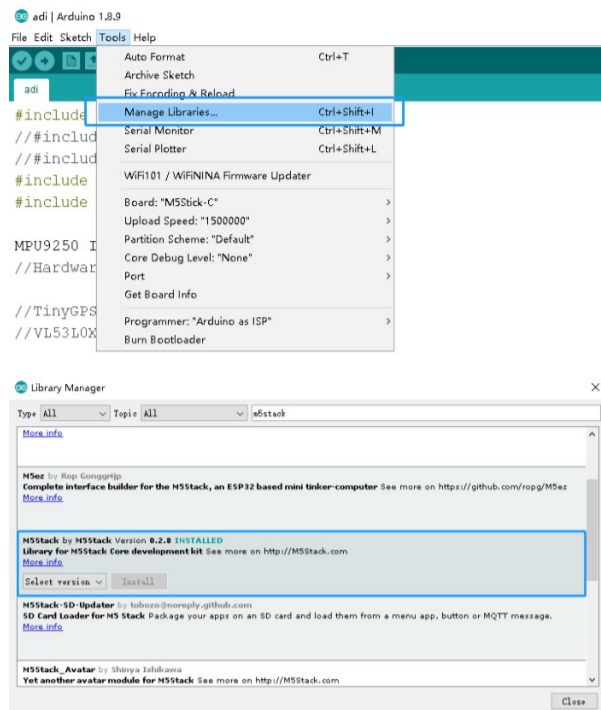 adi | Arduino 1.8.9
File Edit Sketch Tools Help
Auto Format Ctrl+T
Archive Sketch
adi
Fix Encoding & Reload
#include
Manage Libraries... Ctrl+Shift+I
//#includ
Serial Monitor Ctrl+Shift+M
//#includ
Serial Plotter Ctrl+Shift+L
#include
WiFi101 / WiFiNINA Firmware Updater
#include
Board: "M5Stick-C"
Upload Speed: "1500000"
MPU9250 I
Partition Scheme: "Default"
//Hardwar
Core Debug Level: "None"
Port
Get Board Info
//TinyGPS
Programmer: "Arduino as ISP"
//VL53L0X
Burn Bootloader
Library Manager
Type All Topic All m5stack
More info
M5ez by Rop Gonggrijp
Complete interface builder for the M5Stack, an ESP32 based mini tinker-computer See more on https://github.com/ropg/M5ez
More info
M5Stack by M5Stack Version 0.2.8 INSTALLED
Library for M5Stack Core development kit See more on http://M5Stack.com
More info
Select version Install
M5Stack-SD-Updater by tobozo@noreply.github.com
SD Card Loader for M5 Stack Package your apps on an SD card and load them from a menu app, button or MQTT message.
More info
M5Stack_Avatar by Shinya Ishikawa
Yet another avatar module for M5Stack See more on http://M5Stack.com
Close